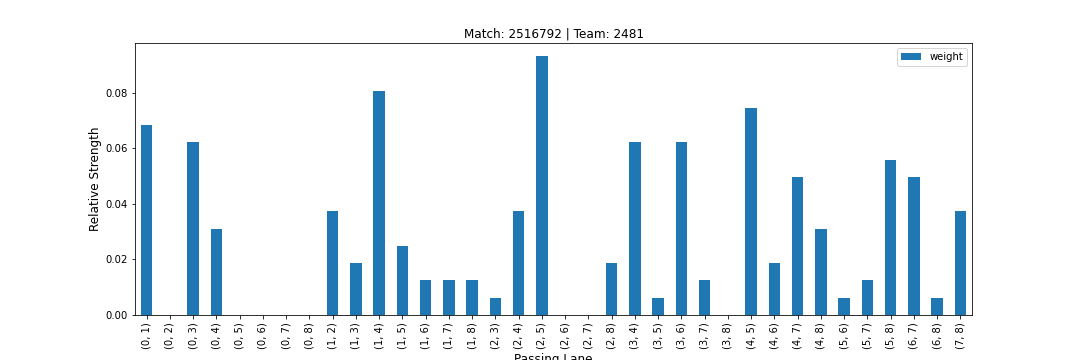 Match: 2516792 | Team: 2481
weight
Relative Strength
0.08
0.06
0.04
0.02
0.00
(0, 1) (0, 2) (0, 3) (0, 4) (0, 5) (0, 6) (0, 7) (0, 8) (1, 2) (1, 3) (1, 4) (1, 5) (1, 6) (1, 7) (1, 8) (2, 3) (2, 4) (2, 5) (2, 6) (2, 7) (2, 8) (3, 4) (3, 5) (3, 6) (3, 7) (3, 8) (4, 5) (4, 6) (4, 7) (4, 8) (5, 6) (5, 7) (5, 8) (6, 7) (6, 8) (7, 8)
Passing Lane